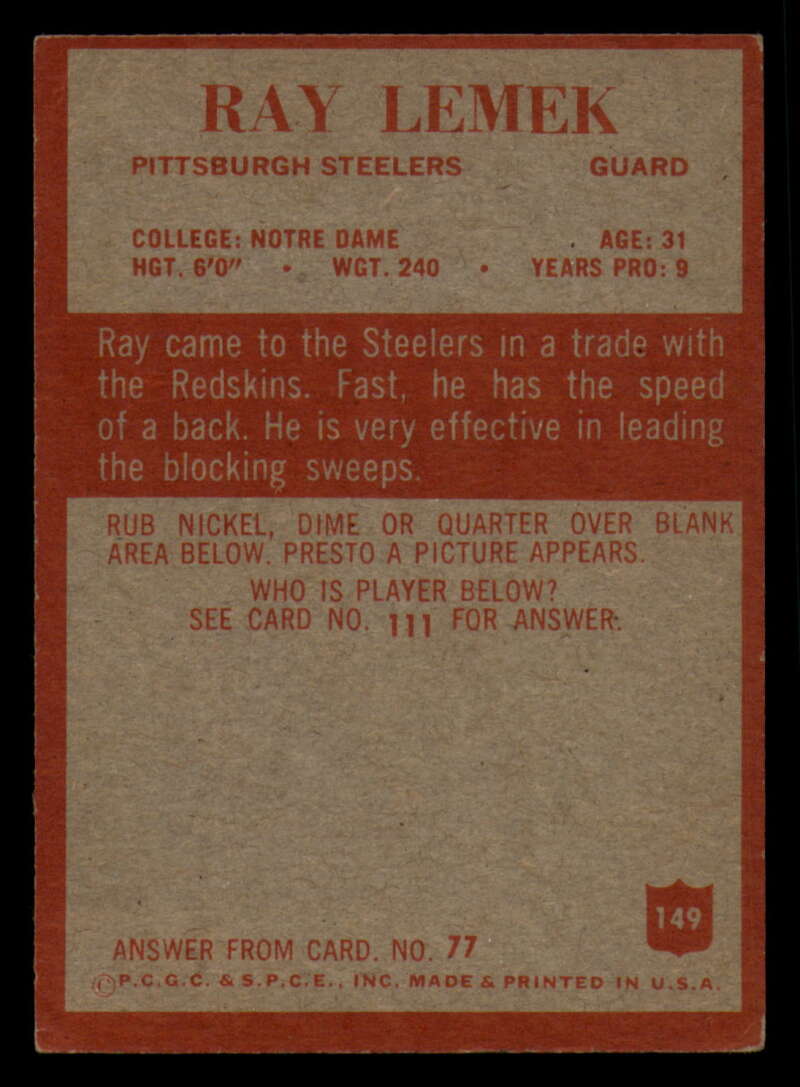 RAY LEMEK
PITTSBURGH STEELERS GUARD
COLLEGE: NOTRE DAME AGE: 31
HGT. 6'0" • WGT. 240 • YEARS PRO: 9
Ray came to the Steelers in a trade with
the Redskins. Fast, he has the speed
of a back. He is very effective in leading
the blocking sweeps.
RUB NICKEL, DIME OR QUARTER OVER BLANK
AREA BELOW. PRESTO A PICTURE APPEARS.
WHO IS PLAYER BELOW?
SEE CARD NO. 111 FOR ANSWER.
149
ANSWER FROM CARD. NO. 77
©P.C.G.C. & S.P.C.E., INC. MADE & PRINTED IN U.S.A.